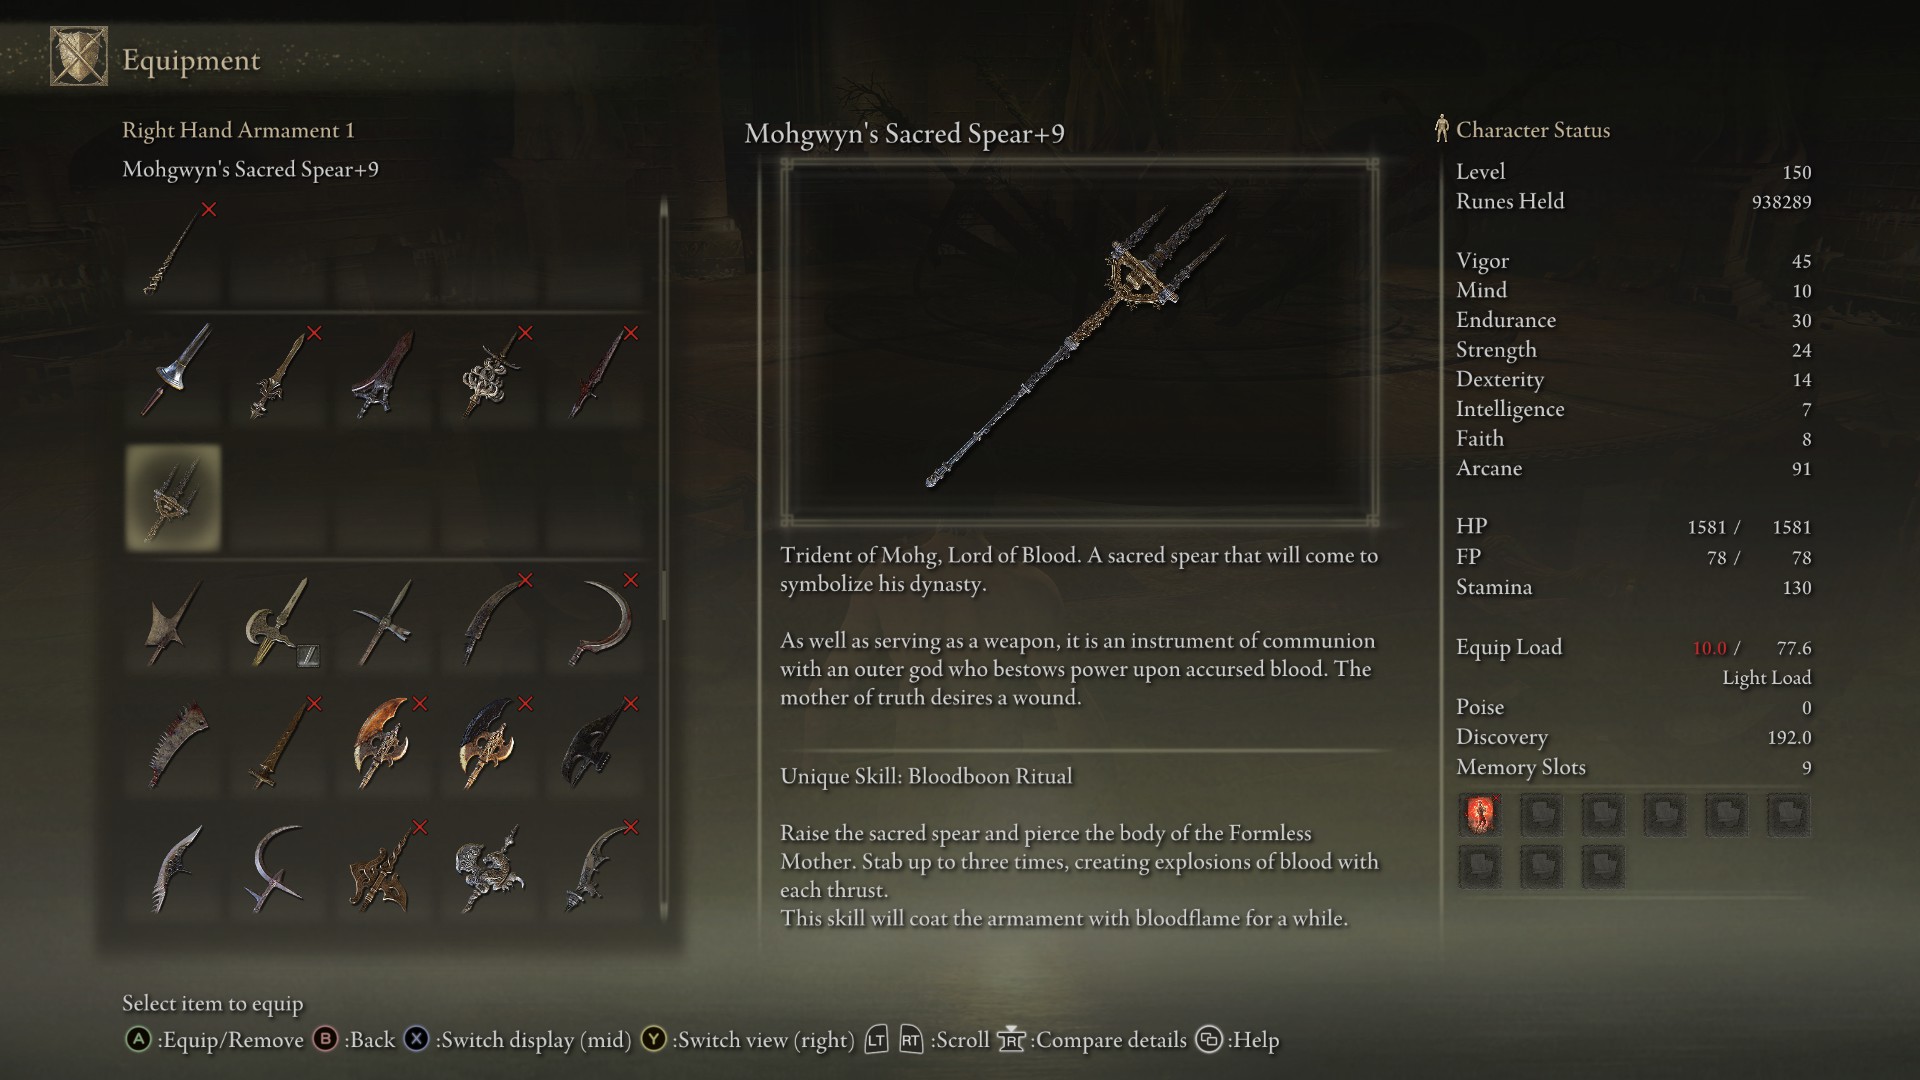 Equipment
Right Hand Armament 1
Mohgwyn's Sacred Spear+9
Mohgwyn's Sacred Spear+9
Trident of Mohg, Lord of Blood. A sacred spear that will come to
symbolize his dynasty.
As well as serving as a weapon, it is an instrument of communion
with an outer god who bestows power upon accursed blood. The
mother of truth desires a wound.
Unique Skill: Bloodboon Ritual
Raise the sacred spear and pierce the body of the Formless
Mother. Stab up to three times, creating explosions of blood with
each thrust.
This skill will coat the armament with bloodflame for a while.
Character Status
Level 150
Runes Held 938289
Vigor 45
Mind 10
Endurance 30
Strength 24
Dexterity 14
Intelligence 7
Faith 8
Arcane 91
HP 1581 / 1581
FP 78 / 78
Stamina 130
Equip Load 10.0 / 77.6
Light Load
Poise 0
Discovery 192.0
Memory Slots 9
Select item to equip
A :Equip/Remove B :Back X :Switch display (mid) Y :Switch view (right) LT RT :Scroll R :Compare details :Help